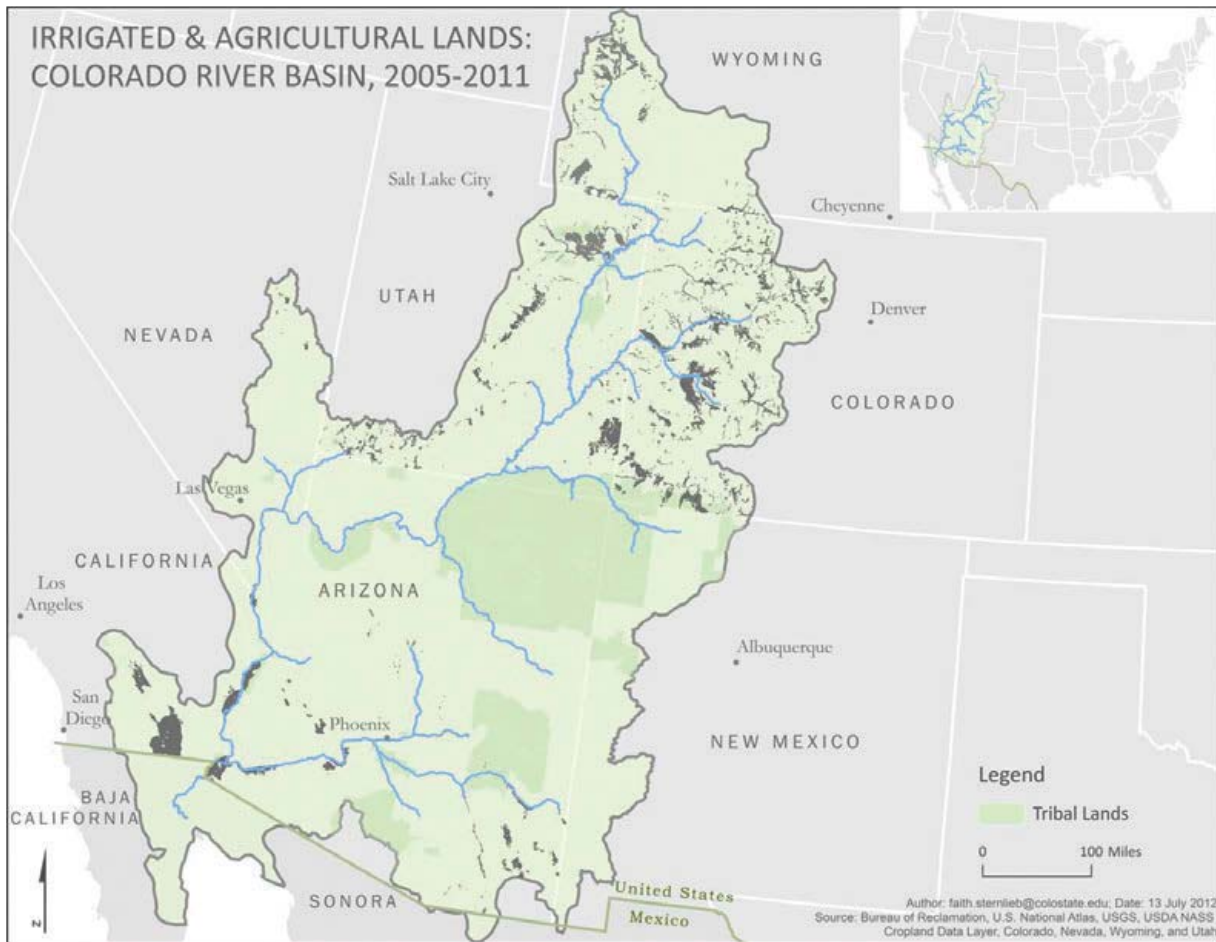 IRRIGATED & AGRICULTURAL LANDS:
COLORADO RIVER BASIN, 2005-2011
WYOMING
Salt Lake City
Cheyenne
UTAH
NEVADA
Denver
COLORADO
Las Vegas
CALIFORNIA
ARIZONA
Los
Angeles
Albuquerque
San
Diego
Phoenix
NEW MEXICO
Legend
BAJA
CALIFORNIA
Tribal Lands
0 100 Miles
SONORA
United States
Mexico
N
Author: faith.sternlieb@colostate.edu; Date: 13 July 2012
Source: Bureau of Reclamation, U.S. National Atlas, USGS, USDA NASS
Cropland Data Layer, Colorado, Nevada, Wyoming, and Utah